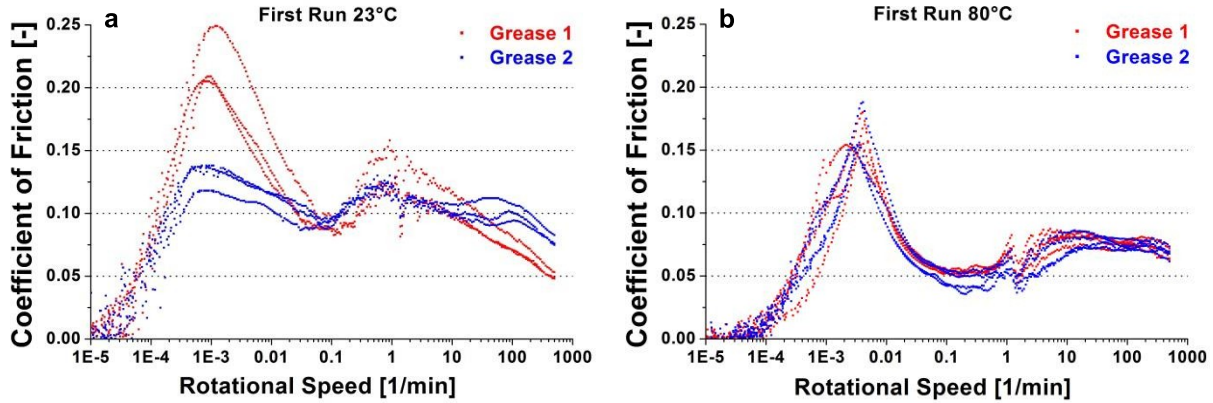 a
First Run 23°C
Grease 1
Grease 2
Coefficient of Friction [-]
0.25
0.20
0.15
0.10
0.05
0.00
1E-5 1E-4 1E-3 0.01 0.1 1 10 100 1000
Rotational Speed [1/min]
b
First Run 80°C
Grease 1
Grease 2
Coefficient of Friction [-]
0.25
0.20
0.15
0.10
0.05
0.00
1E-5 1E-4 1E-3 0.01 0.1 1 10 100 1000
Rotational Speed [1/min]